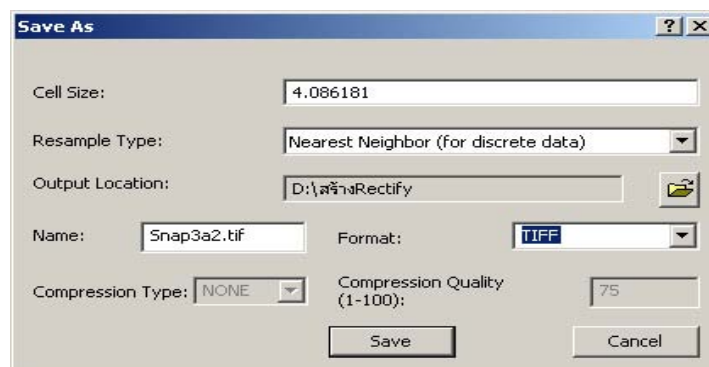 Save As
Cell Size: 4.086181
Resample Type: Nearest Neighbor (for discrete data)
Output Location: D:\สร้างRectify
Name: Snap3a2.tif Format: TIFF
Compression Type: NONE Compression Quality (1-100): 75
Save Cancel